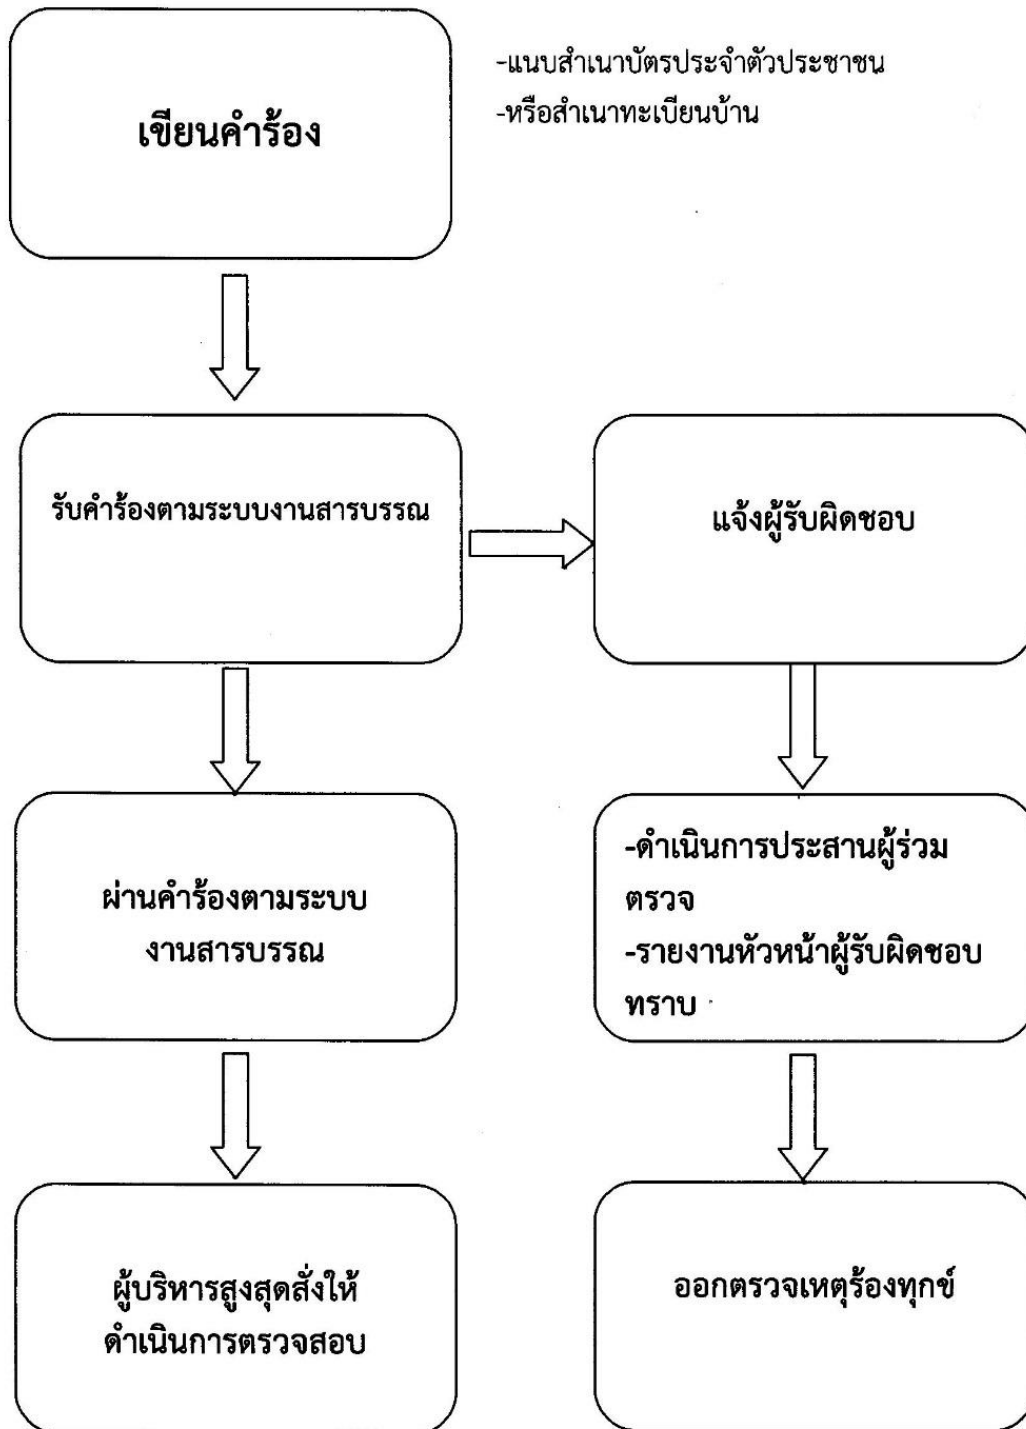 เขียนคำร้อง
-แนบสำเนาบัตรประจำตัวประชาชน
-หรือสำเนาทะเบียนบ้าน
รับคำร้องตามระบบงานสารบรรณ
แจ้งผู้รับผิดชอบ
ผ่านคำร้องตามระบบ
งานสารบรรณ
-ดำเนินการประสานผู้ร่วม
ตรวจ
-รายงานหัวหน้าผู้รับผิดชอบ
ทราบ
ผู้บริหารสูงสุดสั่งให้
ดำเนินการตรวจสอบ
ออกตรวจเหตุร้องทุกข์